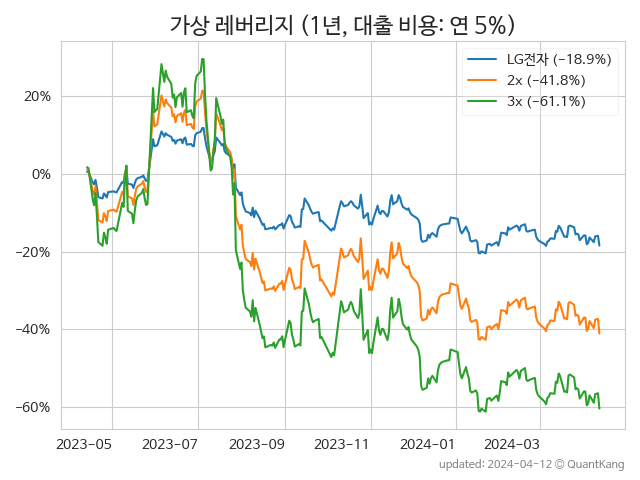 가상 레버리지 (1년, 대출 비용: 연 5%)
LG전자 (−18.9%)
2x (−41.8%)
3x (−61.1%)
20%
0%
−20%
−40%
−60%
2023-05 2023-07 2023-09 2023-11 2024-01 2024-03
updated: 2024-04-12 © QuantKang